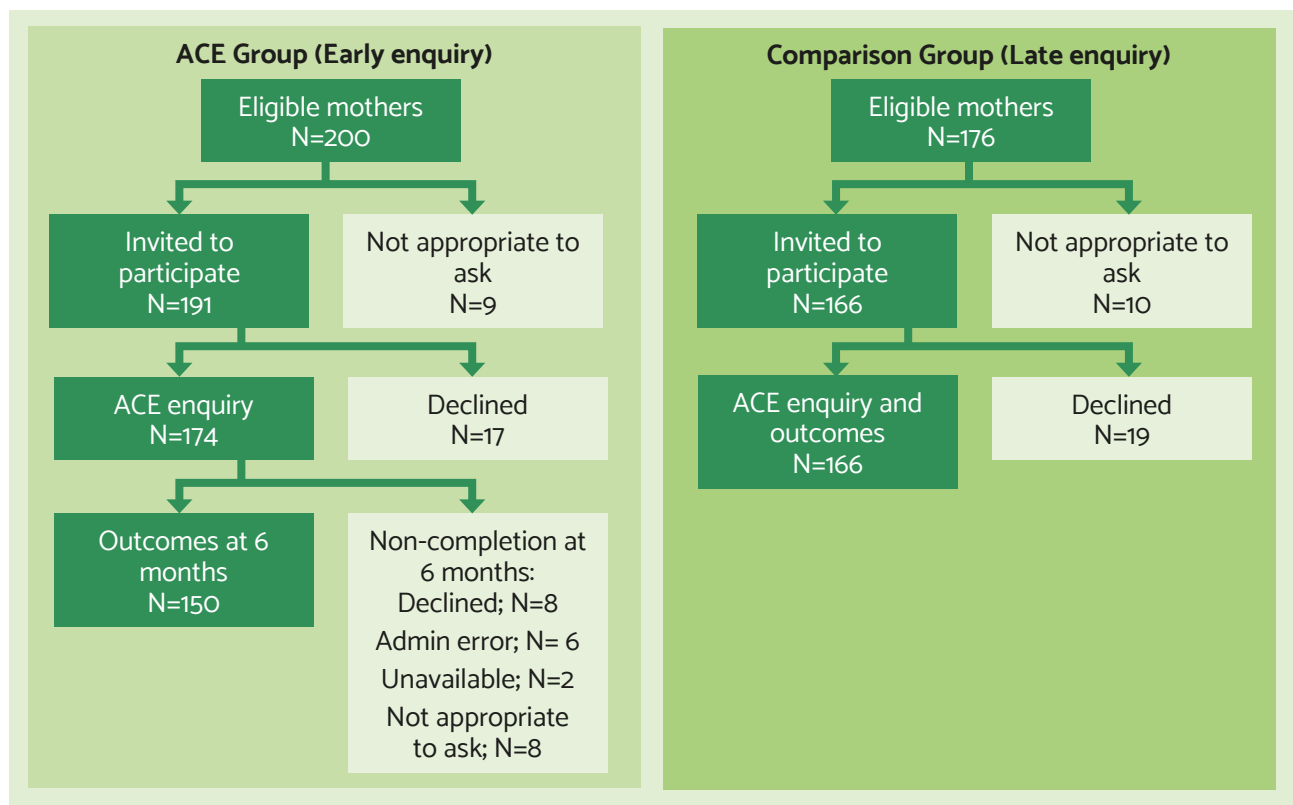 ACE Group (Early enquiry)
Eligible mothers
N=200
Invited to
participate
N=191
Not appropriate to
ask
N=9
ACE enquiry
N=174
Declined
N=17
Outcomes at 6
months
N=150
Non-completion at
6 months:
Declined; N=8
Admin error; N= 6
Unavailable; N=2
Not appropriate
to ask; N=8
Comparison Group (Late enquiry)
Eligible mothers
N=176
Invited to
participate
N=166
Not appropriate to
ask
N=10
ACE enquiry and
outcomes
N=166
Declined
N=19